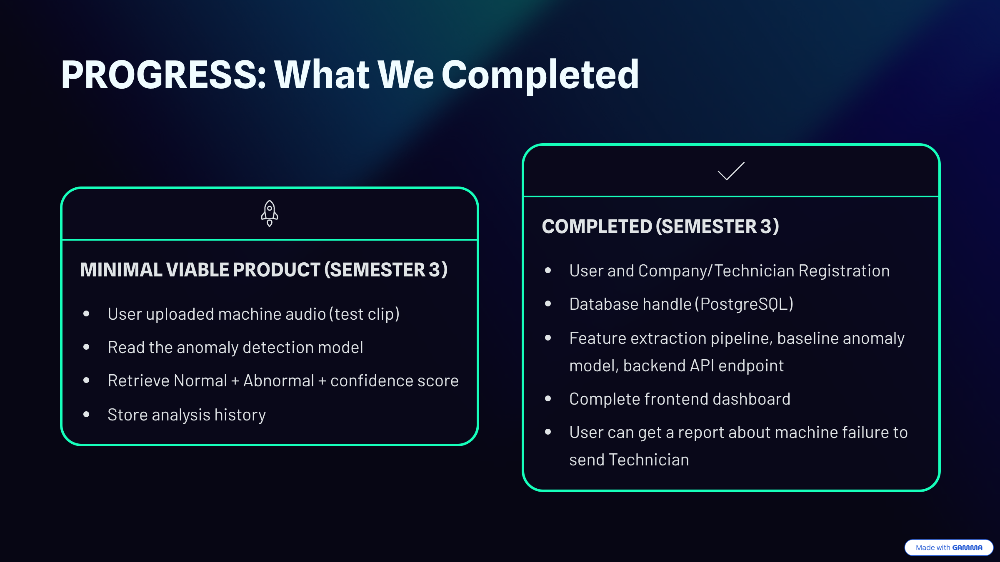 PROGRESS: What We Completed
MINIMAL VIABLE PRODUCT (SEMESTER 3)
• User uploaded machine audio (test clip)
• Read the anomaly detection model
• Retrieve Normal + Abnormal + confidence score
• Store analysis history
COMPLETED (SEMESTER 3)
• User and Company/Technician Registration
• Database handle (PostgreSQL)
• Feature extraction pipeline, baseline anomaly
model, backend API endpoint
• Complete frontend dashboard
• User can get a report about machine failure to
send Technician
Made with GAMMA